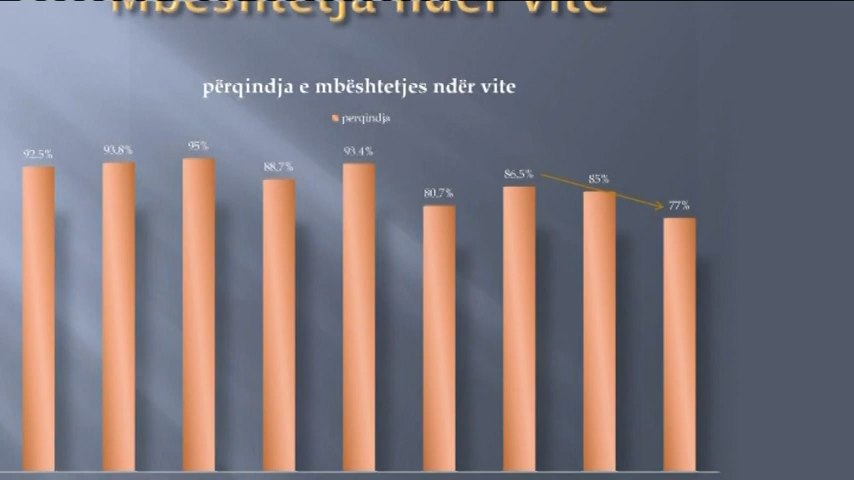 Mbështetja ndër vite
përqindja e mbështetjes ndër vite
perqindja
92.5% 93.8% 95% 88.7% 93.4% 80.7% 86.5% 85% 77%